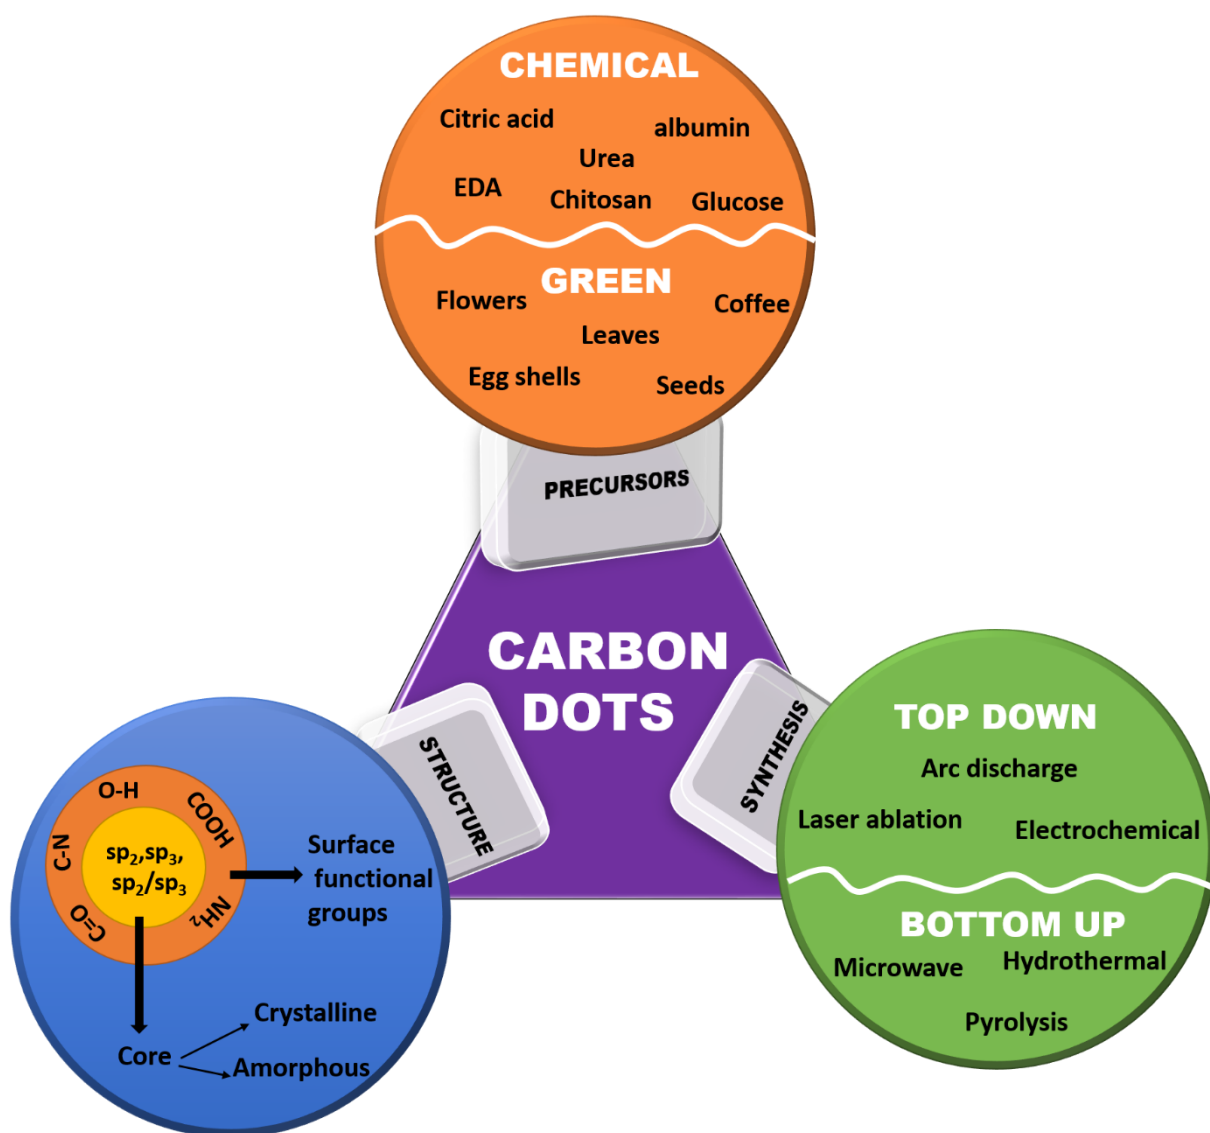 CHEMICAL
Citric acid
albumin
Urea
EDA
Chitosan
Glucose
GREEN
Flowers
Coffee
Leaves
Egg shells
Seeds
PRECURSORS
CARBON
DOTS
STRUCTURE
SYNTHESIS
TOP DOWN
Arc discharge
Laser ablation
Electrochemical
BOTTOM UP
Microwave
Hydrothermal
Pyrolysis
O-H
COOH
C-N
NH₂
C=O
sp₂,sp₃,
sp₂/sp₃
Surface
functional
groups
Core
Crystalline
Amorphous